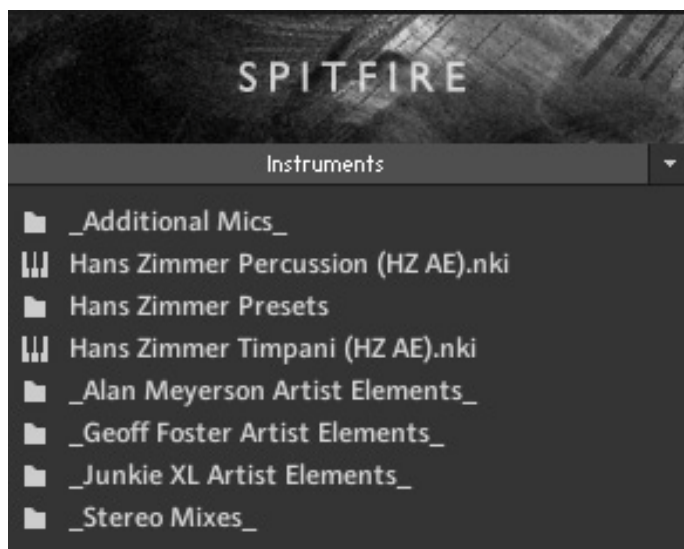 SPITFIRE
Instruments
_Additional Mics_
Hans Zimmer Percussion (HZ AE).nki
Hans Zimmer Presets
Hans Zimmer Timpani (HZ AE).nki
_Alan Meyerson Artist Elements_
_Geoff Foster Artist Elements_
_Junkie XL Artist Elements_
_Stereo Mixes_